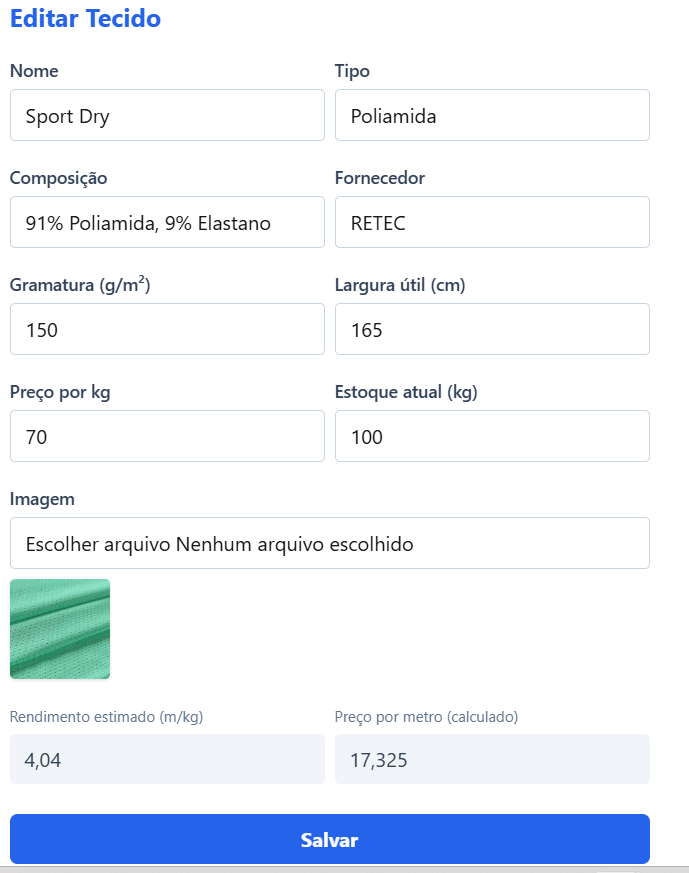 Editar Tecido
Nome Tipo
Sport Dry Poliamida
Composição Fornecedor
91% Poliamida, 9% Elastano RETEC
Gramatura (g/m²) Largura útil (cm)
150 165
Preço por kg Estoque atual (kg)
70 100
Imagem
Escolher arquivo Nenhum arquivo escolhido
Rendimento estimado (m/kg) Preço por metro (calculado)
4,04 17,325
Salvar